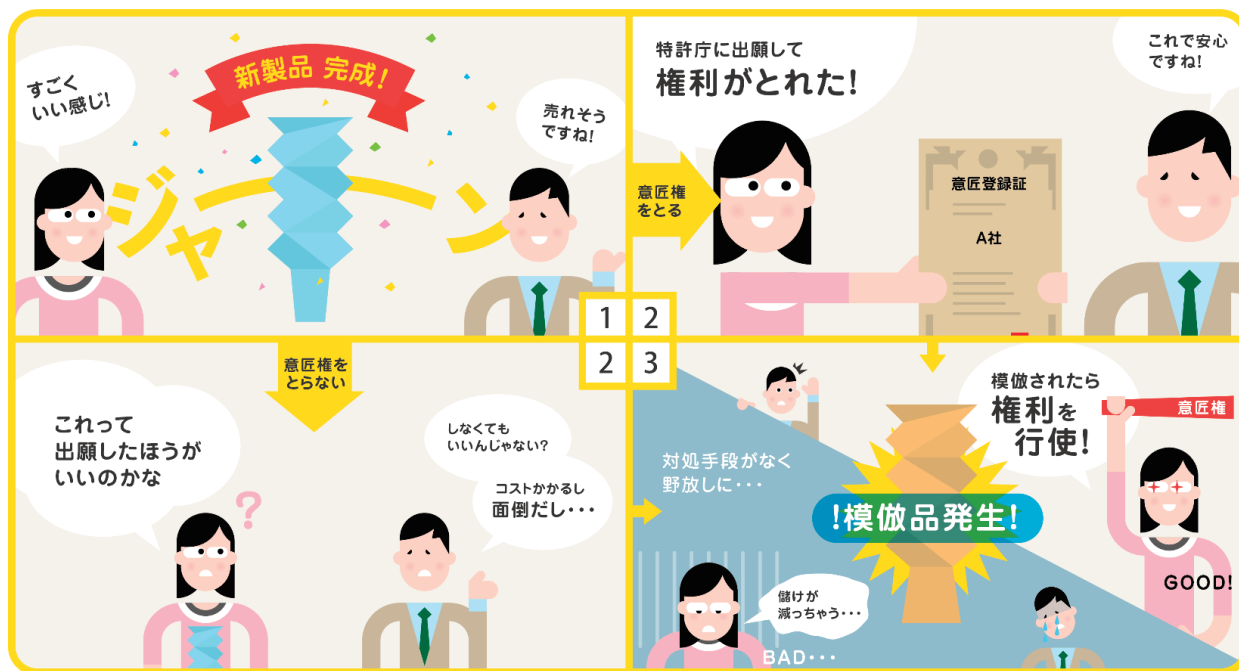 新製品 完成!
すごく
いい感じ!
売れそう
ですね!
ジャーン
1
意匠権
をとる
特許庁に出願して
権利がとれた!
これで安心
ですね!
意匠登録証
A社
2
意匠権を
とらない
2
これって
出願したほうが
いいのかな
?
しなくても
いいんじゃない?
コストかかるし
面倒だし・・・
3
模倣されたら
権利を
行使!
意匠権
対処手段がなく
野放しに・・・
!模倣品発生!
GOOD!
儲けが
減っちゃう・・・
BAD・・・